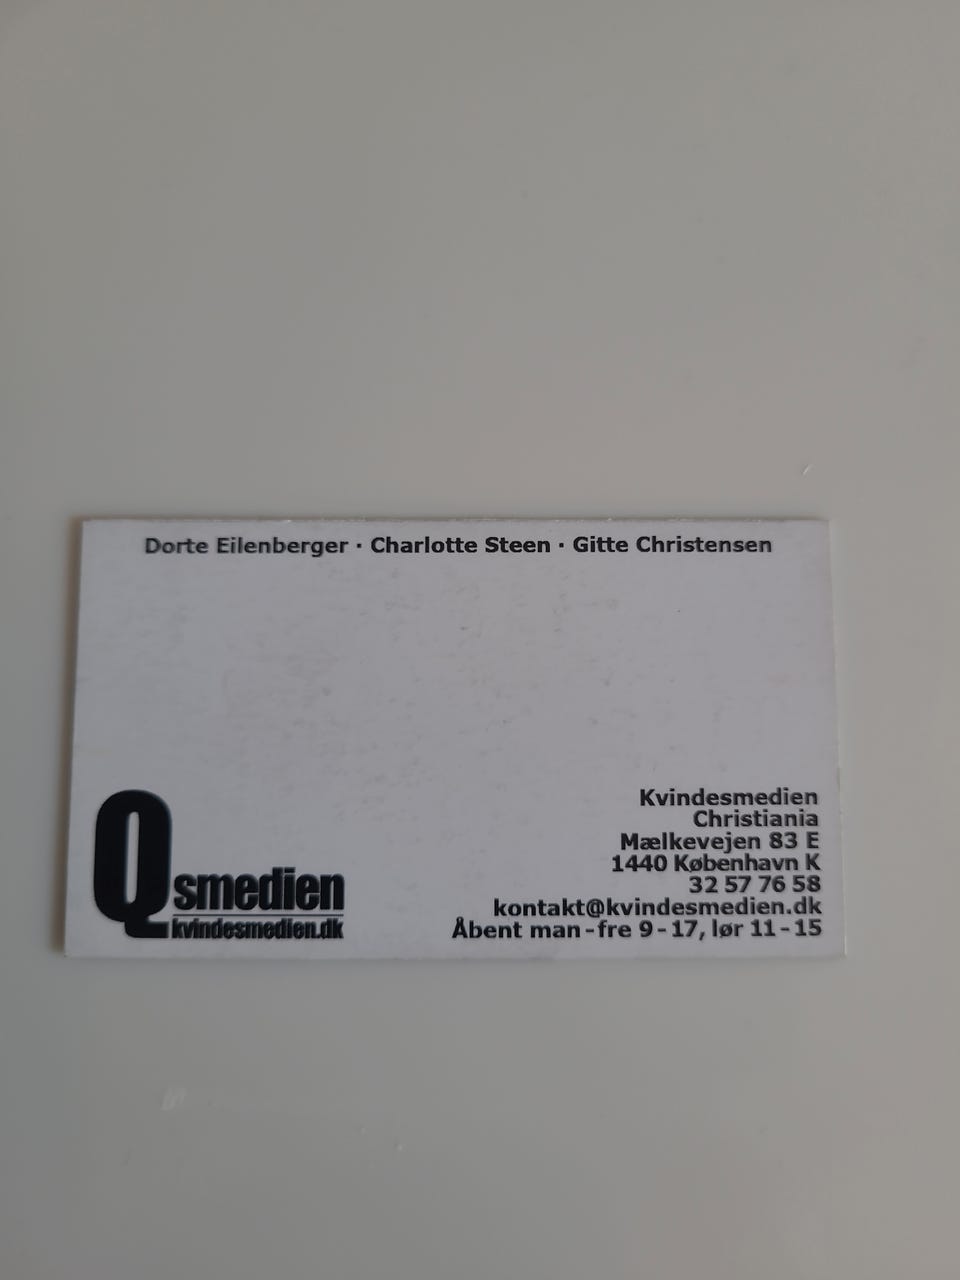 Dorte Eilenberger · Charlotte Steen · Gitte Christensen
Qsmedien
kvindesmedien.dk
Kvindesmedien
Christiania
Mælkevejen 83 E
1440 København K
32 57 76 58
kontakt@kvindesmedien.dk
Åbent man-fre 9-17, lør 11-15